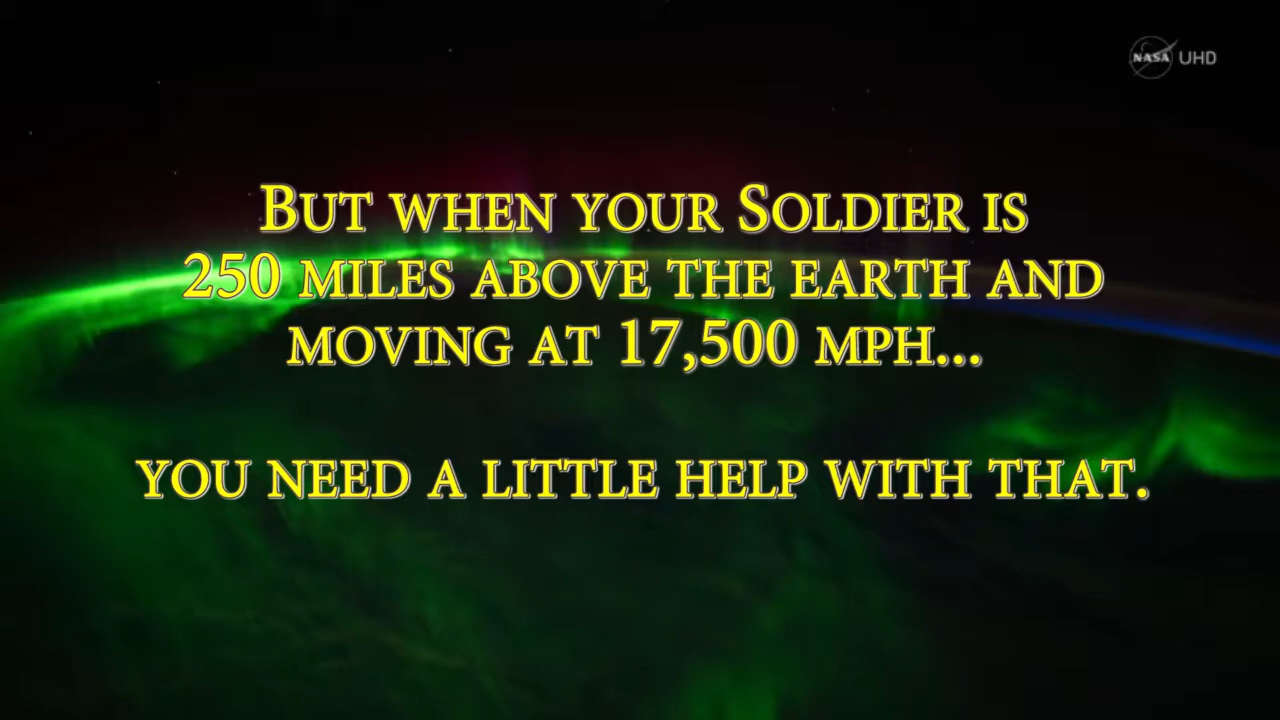 NASA UHD
But when your Soldier is
250 miles above the earth and
moving at 17,500 mph...
you need a little help with that.